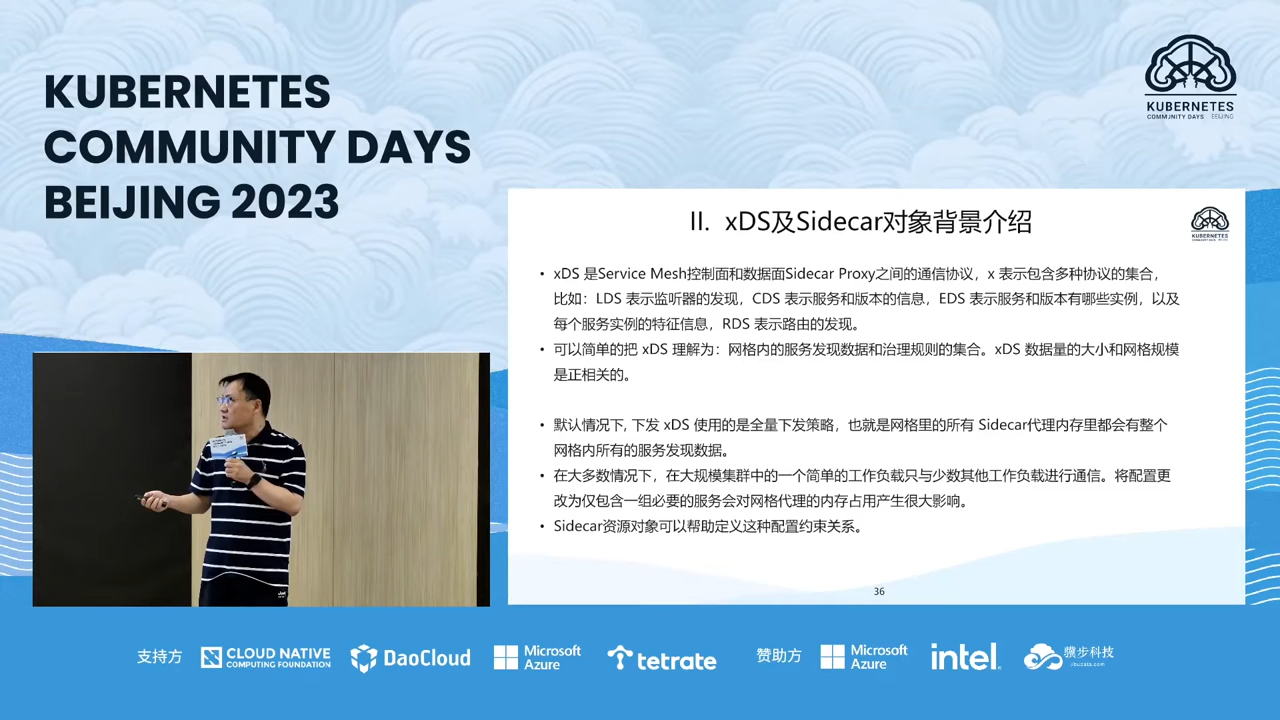 KUBERNETES
COMMUNITY DAYS
BEIJING 2023
KUBERNETES
COMMUNITY DAYS BEIJING
II. xDS及Sidecar对象背景介绍
KUBERNETES
• xDS 是Service Mesh控制面和数据面Sidecar Proxy之间的通信协议，x 表示包含多种协议的集合，
比如：LDS 表示监听器的发现，CDS 表示服务和版本的信息，EDS 表示服务和版本有哪些实例，以及
每个服务实例的特征信息，RDS 表示路由的发现。
• 可以简单的把 xDS 理解为：网格内的服务发现数据和治理规则的集合。xDS 数据量的大小和网格规模
是正相关的。
• 默认情况下, 下发 xDS 使用的是全量下发策略，也就是网格里的所有 Sidecar代理内存里都会有整个
网格内所有的服务发现数据。
• 在大多数情况下，在大规模集群中的一个简单的工作负载只与少数其他工作负载进行通信。将配置更
改为仅包含一组必要的服务会对网格代理的内存占用产生很大影响。
• Sidecar资源对象可以帮助定义这种配置约束关系。
36
支持方 CLOUD NATIVE COMPUTING FOUNDATION DaoCloud Microsoft Azure tetrate 赞助方 Microsoft Azure intel. 骥步科技 jibudata.com